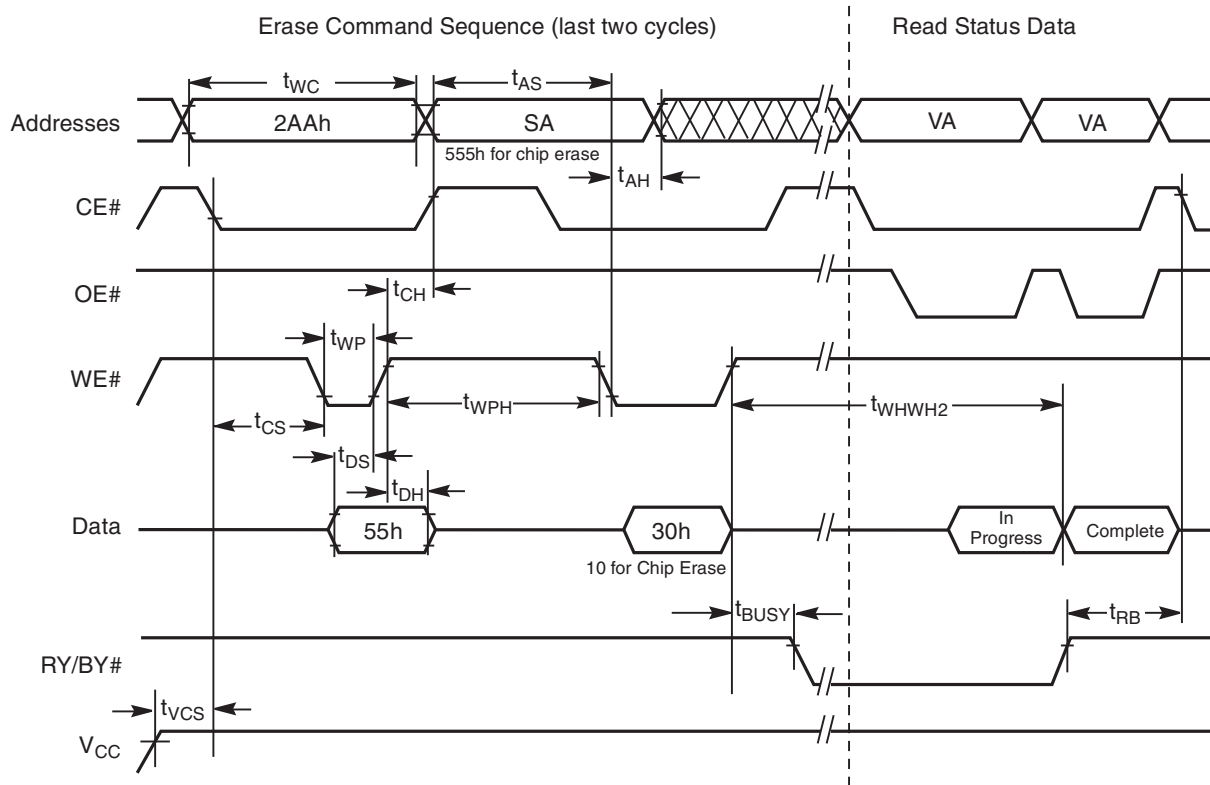 Erase Command Sequence (last two cycles)
Read Status Data
tWC
tAS
Addresses
2AAh
SA
VA
VA
555h for chip erase
tAH
CE#
OE#
tCH
tWP
WE#
tWPH
tWHWH2
tCS
tDS
tDH
Data
55h
30h
In
Progress
Complete
10 for Chip Erase
tBUSY
tRB
RY/BY#
tVCS
VCC